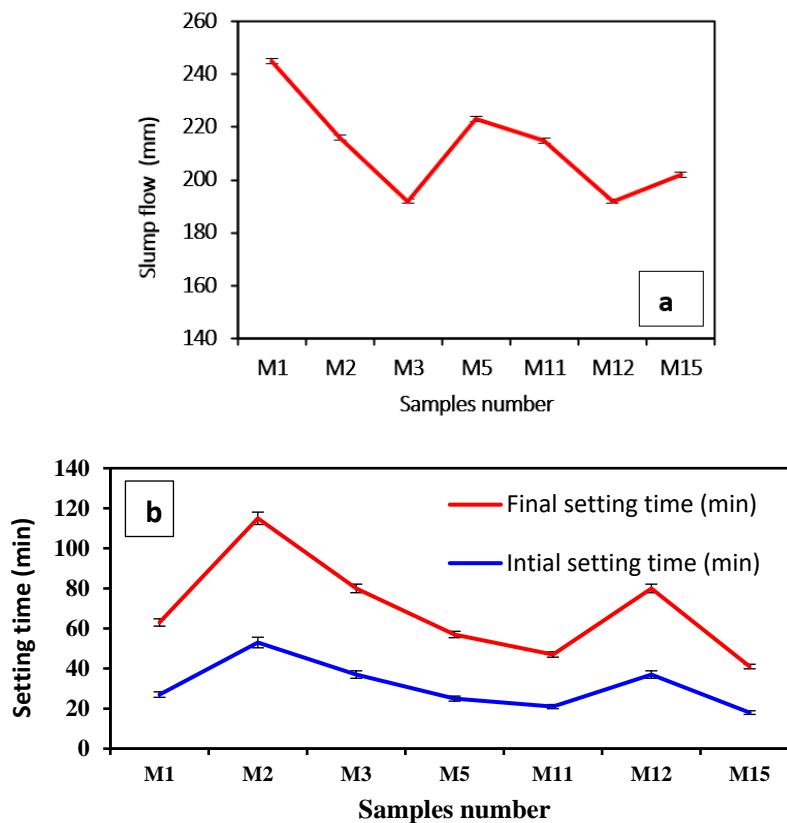 260
240
220
200
180
160
140
Slump flow (mm)
a
M1 M2 M3 M5 M11 M12 M15
Samples number
140
120
100
80
60
40
20
0
Setting time (min)
b
Final setting time (min)
Intial setting time (min)
M1 M2 M3 M5 M11 M12 M15
Samples number